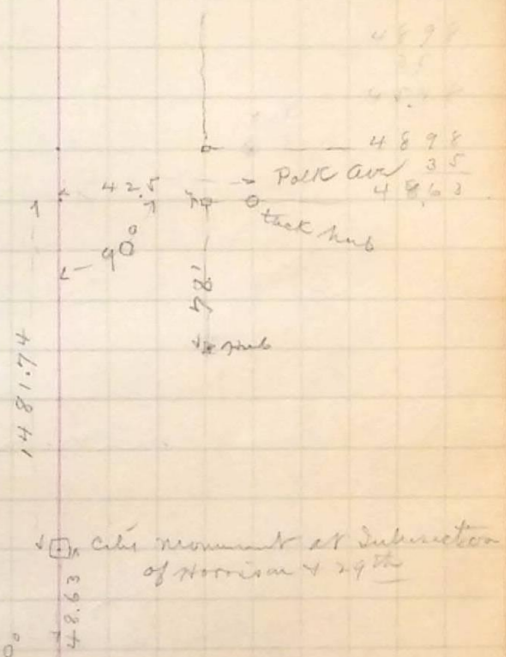 4898
4898
35
4863
Polk Ave
42.5
tack hub
90°
78'
Hub
1481.74
City Monument at Intersection
of Harrison & 29th
48.63